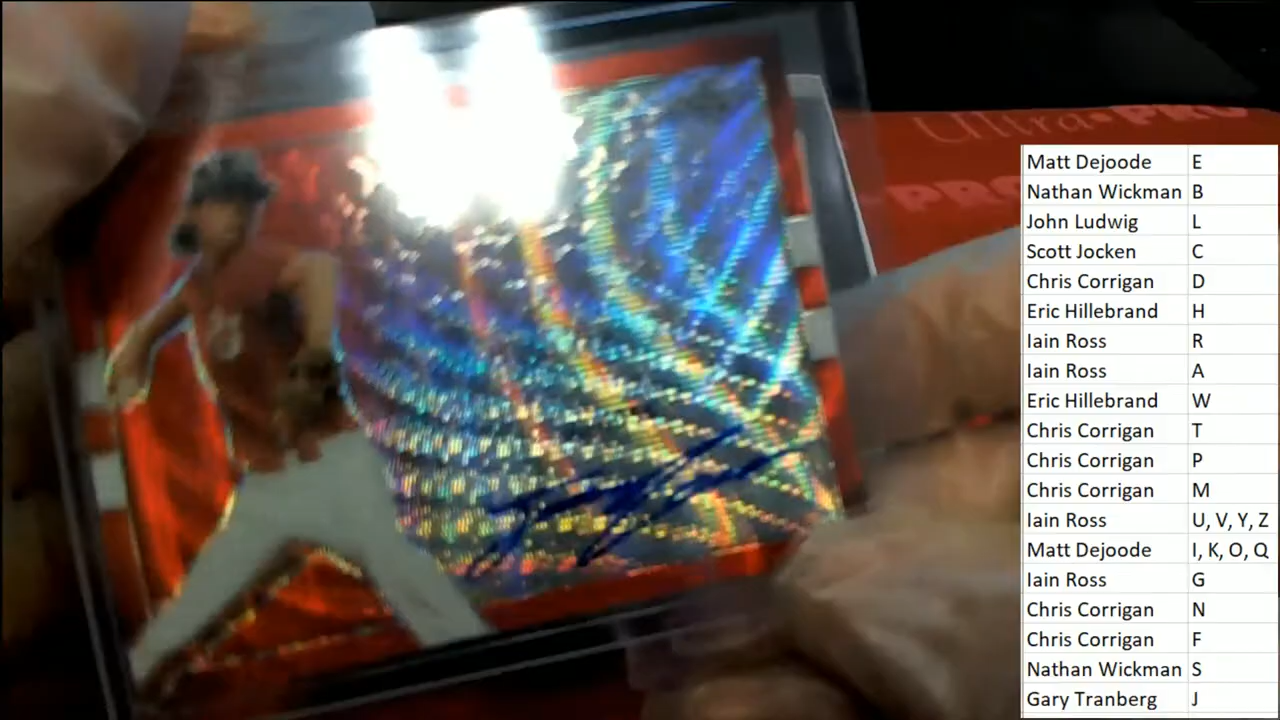 Ultra•PRO
PRO
Matt Dejoode E
Nathan Wickman B
John Ludwig L
Scott Jocken C
Chris Corrigan D
Eric Hillebrand H
Iain Ross R
Iain Ross A
Eric Hillebrand W
Chris Corrigan T
Chris Corrigan P
Chris Corrigan M
Iain Ross U, V, Y, Z
Matt Dejoode I, K, O, Q
Iain Ross G
Chris Corrigan N
Chris Corrigan F
Nathan Wickman S
Gary Tranberg J